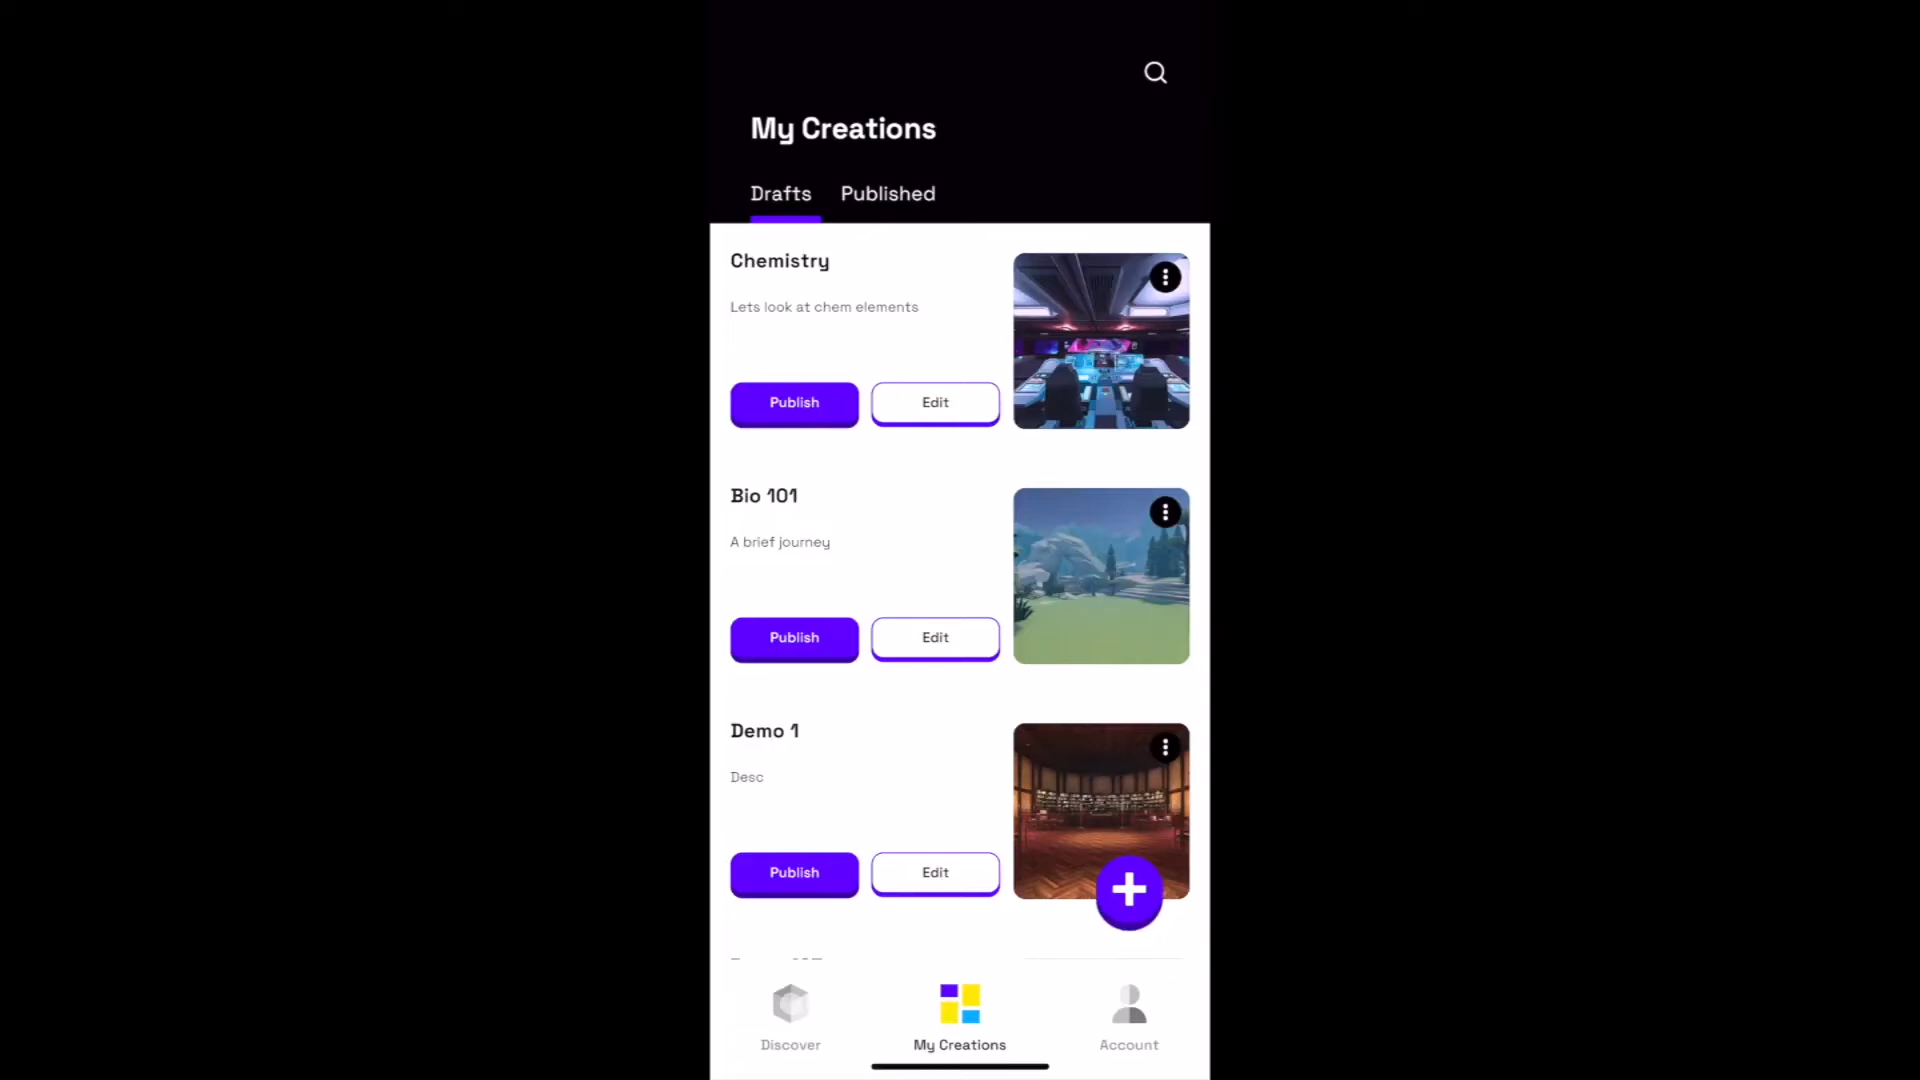 My Creations
Drafts Published
Chemistry
Lets look at chem elements
Publish Edit
Bio 101
A brief journey
Publish Edit
Demo 1
Desc
Publish Edit
Discover My Creations Account